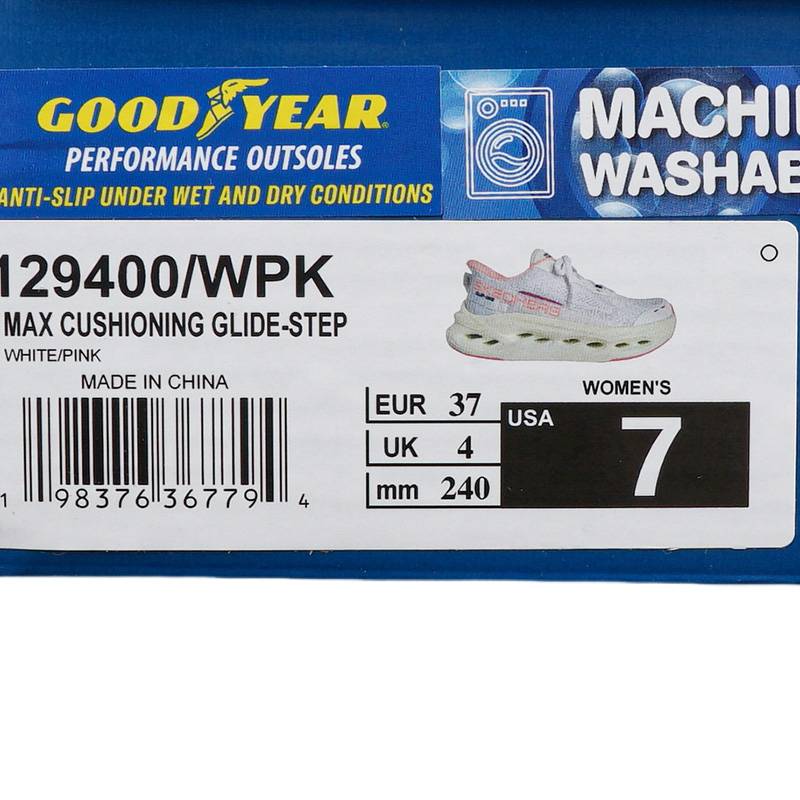 GOOD YEAR
PERFORMANCE OUTSOLES
ANTI-SLIP UNDER WET AND DRY CONDITIONS
MACHI
WASHAB
129400/WPK
MAX CUSHIONING GLIDE-STEP
WHITE/PINK
MADE IN CHINA
1 98376 36779 4
SKECHERS
EUR 37
UK 4
mm 240
WOMEN'S
USA 7